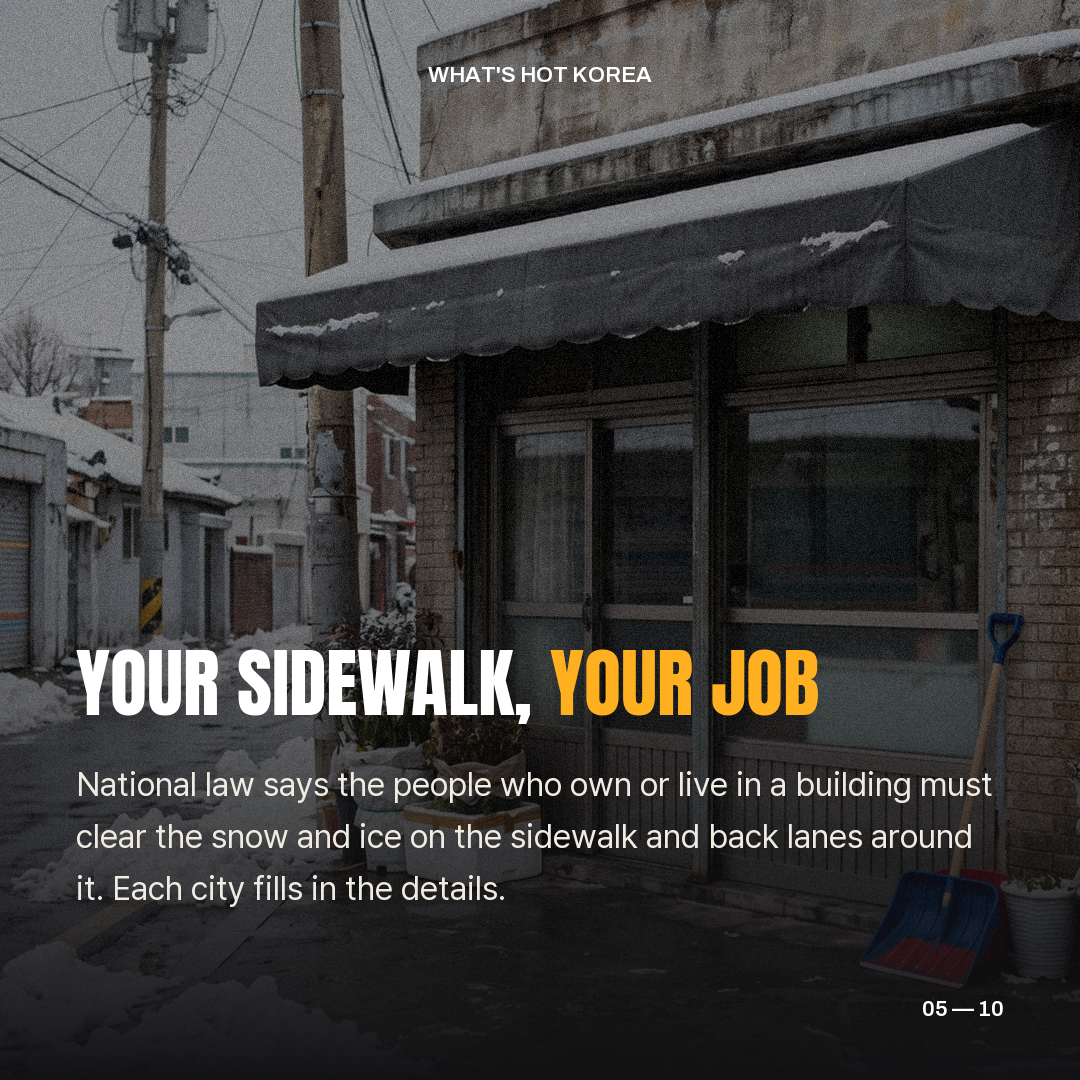 WHAT'S HOT KOREA
YOUR SIDEWALK, YOUR JOB
National law says the people who own or live in a building must
clear the snow and ice on the sidewalk and back lanes around
it. Each city fills in the details.
05 — 10